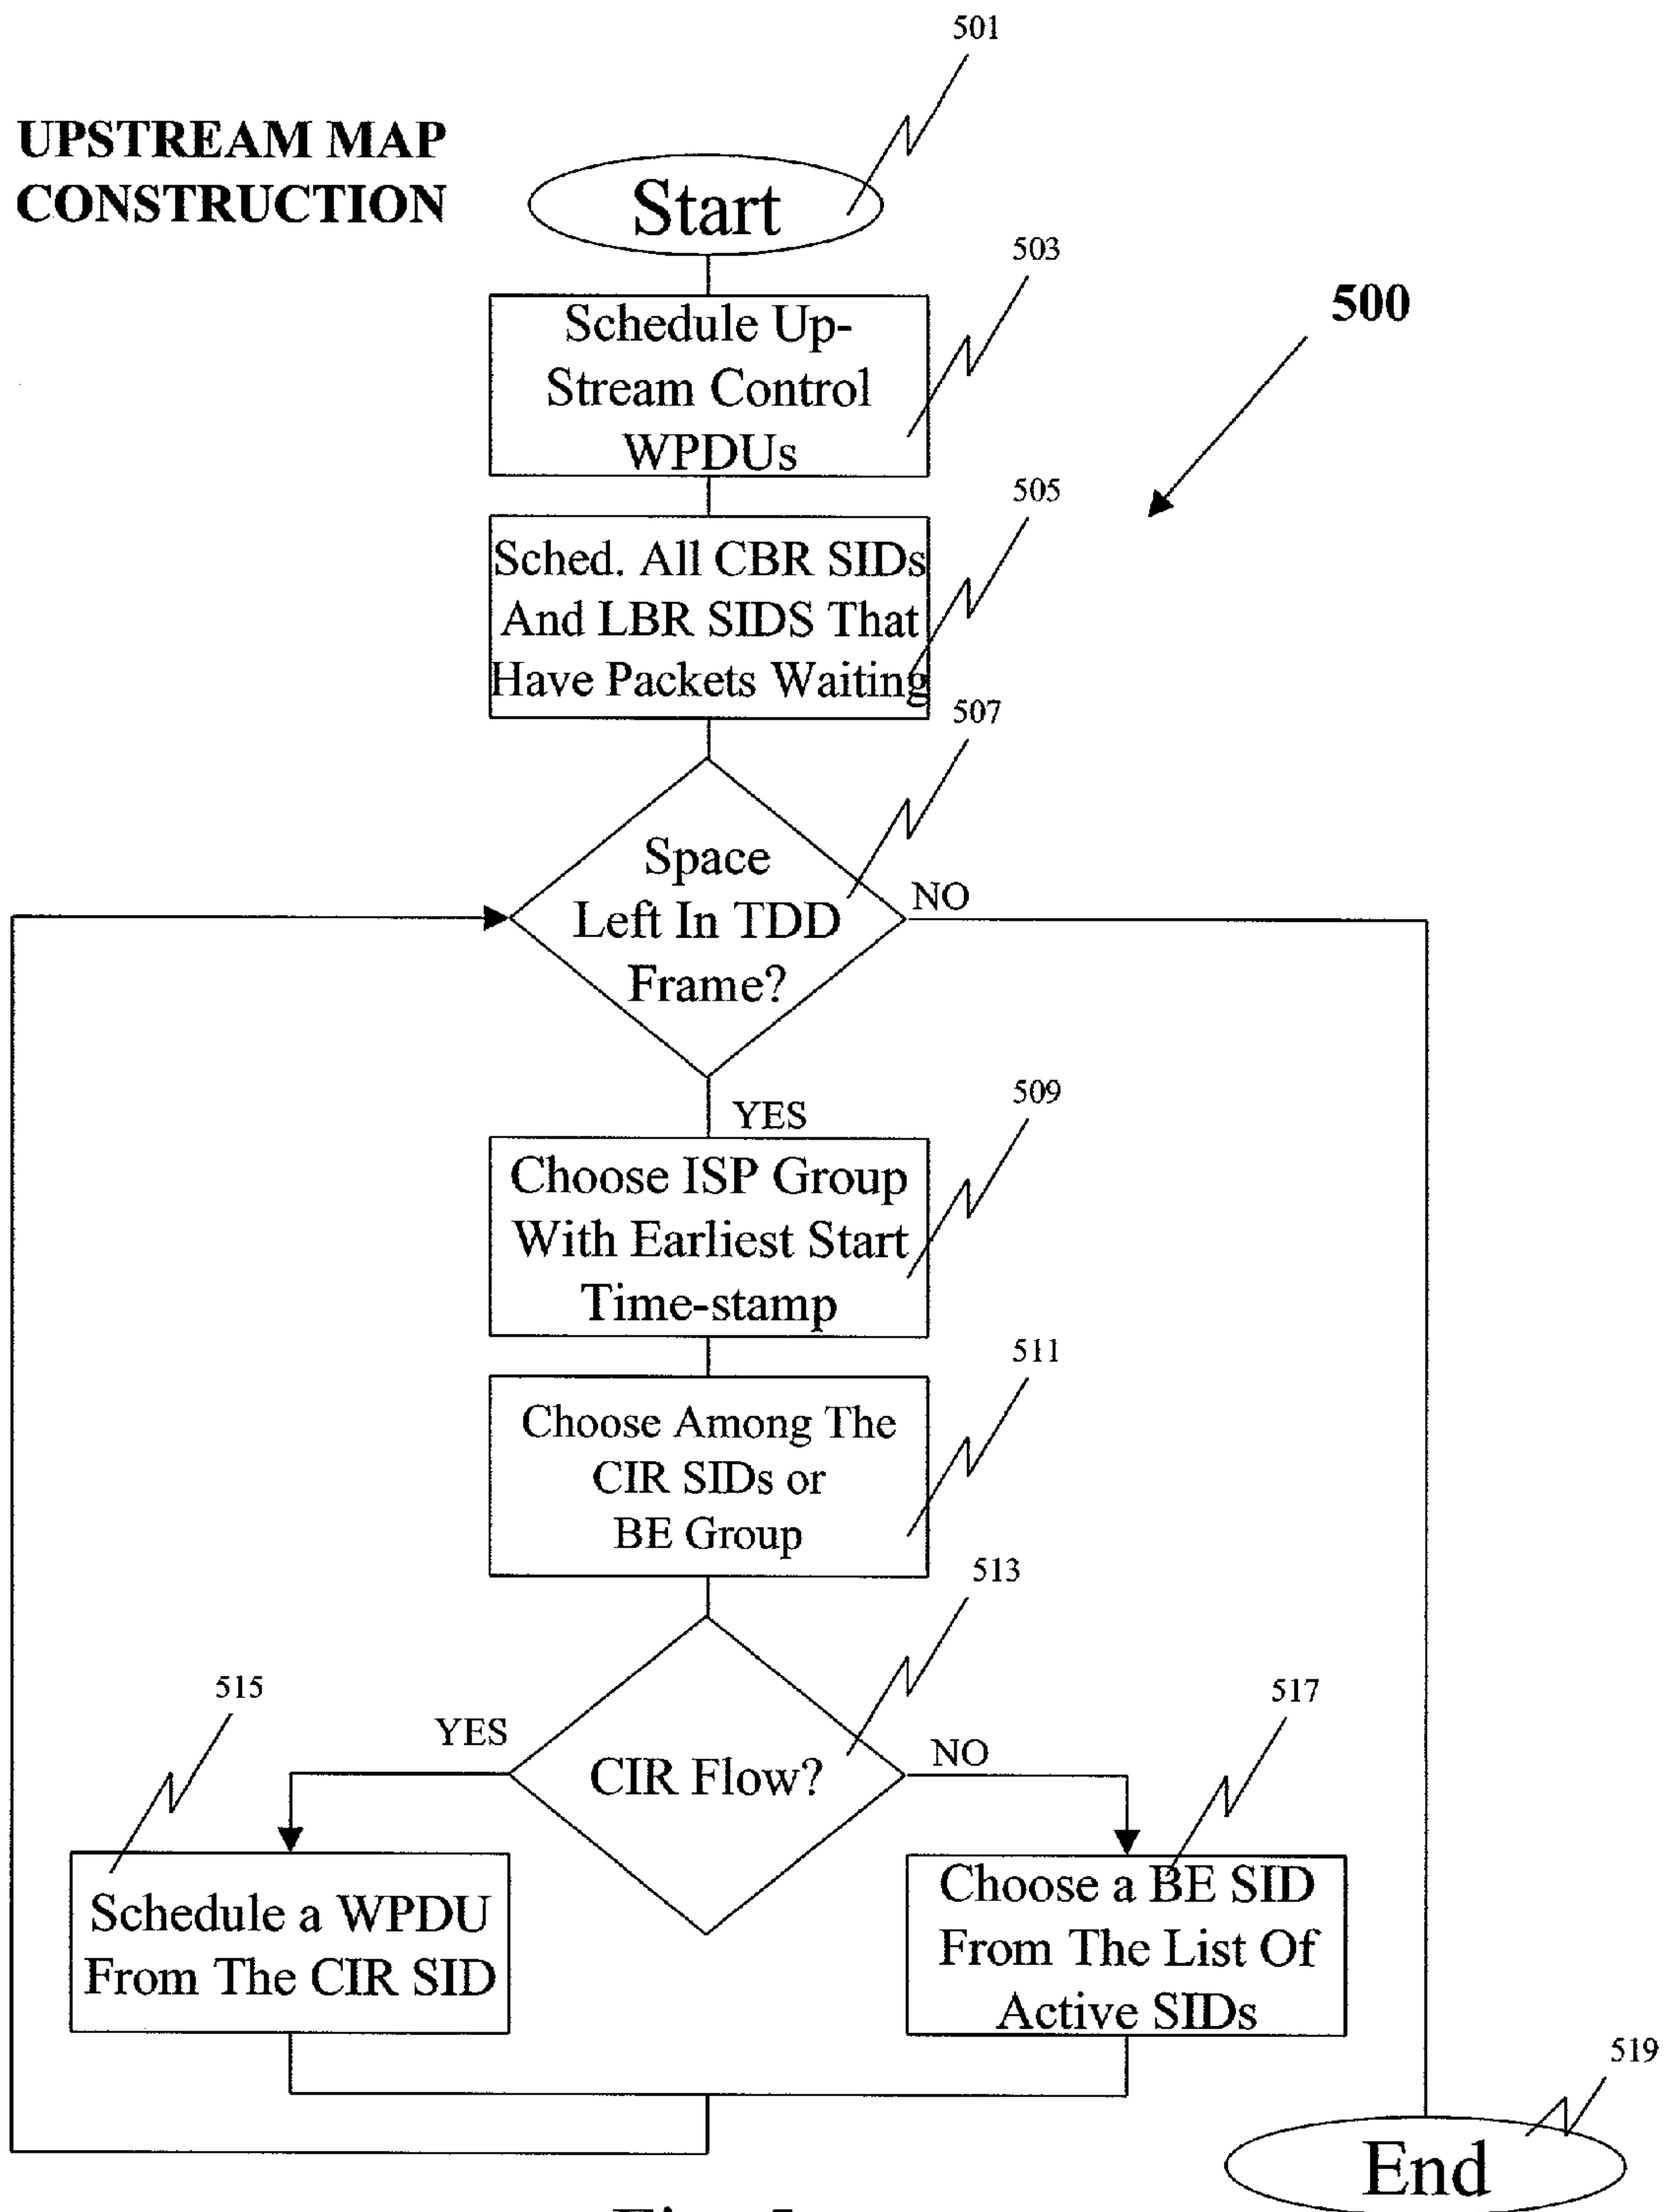 501
UPSTREAM MAP
CONSTRUCTION
Start
503
500
Schedule Up-
Stream Control
WPDUs
505
Sched. All CBR SIDs
And LBR SIDS That
Have Packets Waiting
507
Space
Left In TDD
Frame?
NO
YES
509
Choose ISP Group
With Earliest Start
Time-stamp
511
Choose Among The
CIR SIDs or
BE Group
513
515
517
YES
CIR Flow?
NO
Schedule a WPDU
From The CIR SID
Choose a BE SID
From The List Of
Active SIDs
519
End